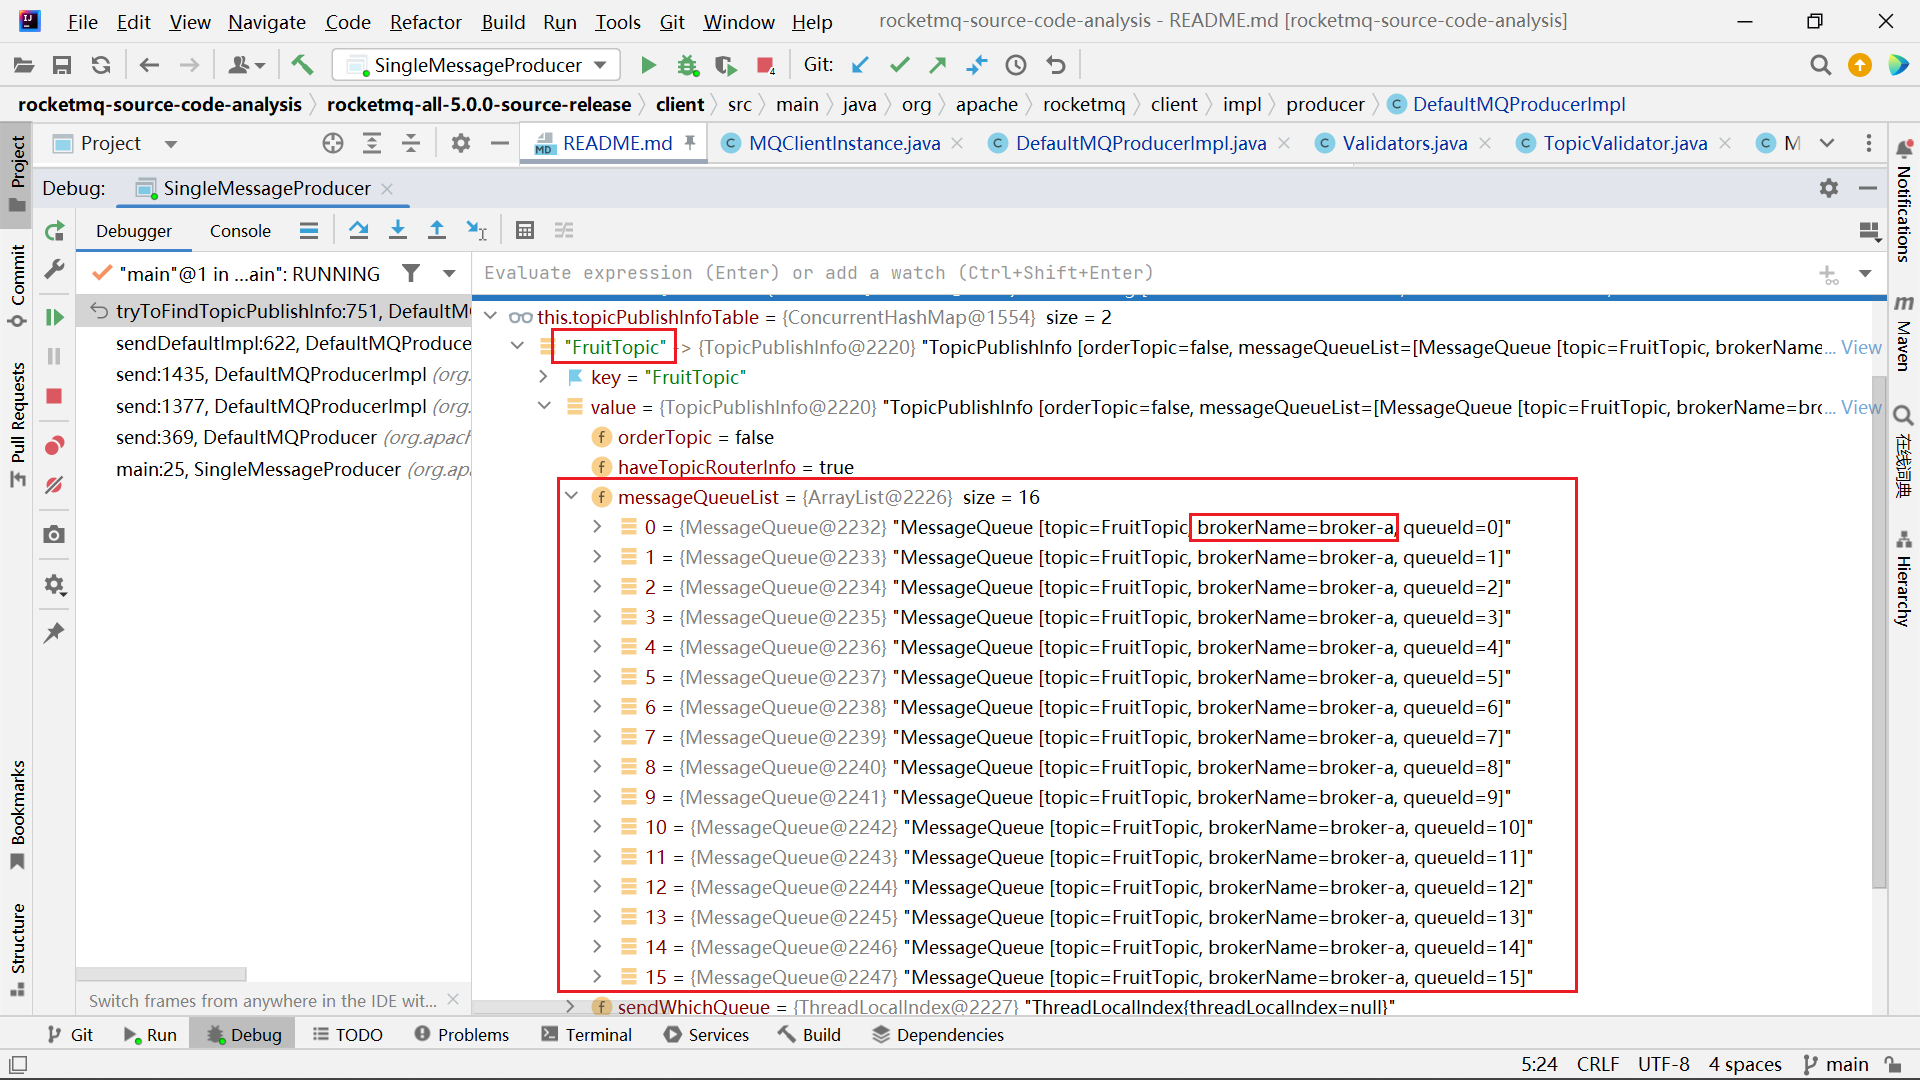 File Edit View Navigate Code Refactor Build Run Tools Git Window Help rocketmq-source-code-analysis - README.md [rocketmq-source-code-analysis]
SingleMessageProducer 4 Git:
rocketmq-source-code-analysis rocketmq-all-5.0.0-source-release client src main java org apache rocketmq client impl producer DefaultMQProducerImpl
Project README.md MQClientInstance.java DefaultMQProducerImpl.java Validators.java TopicValidator.java M
Debug: SingleMessageProducer
Debugger Console
"main"@1 in ...ain": RUNNING
Evaluate expression (Enter) or add a watch (Ctrl+Shift+Enter)
tryToFindTopicPublishInfo:751, DefaultMQ
sendDefaultImpl:622, DefaultMQProduce
send:1435, DefaultMQProducerImpl (org.
send:1377, DefaultMQProducerImpl (org.
send:369, DefaultMQProducer (org.apach
main:25, SingleMessageProducer (org.apa
Switch frames from anywhere in the IDE wit...
this.topicPublishInfoTable = {ConcurrentHashMap@1554} size = 2
"FruitTopic" -> {TopicPublishInfo@2220} "TopicPublishInfo [orderTopic=false, messageQueueList=[MessageQueue [topic=FruitTopic, brokerName... View
key = "FruitTopic"
value = {TopicPublishInfo@2220} "TopicPublishInfo [orderTopic=false, messageQueueList=[MessageQueue [topic=FruitTopic, brokerName=brc... View
orderTopic = false
haveTopicRouterInfo = true
messageQueueList = {ArrayList@2226} size = 16
0 = {MessageQueue@2232} "MessageQueue [topic=FruitTopic, brokerName=broker-a, queueId=0]"
1 = {MessageQueue@2233} "MessageQueue [topic=FruitTopic, brokerName=broker-a, queueId=1]"
2 = {MessageQueue@2234} "MessageQueue [topic=FruitTopic, brokerName=broker-a, queueId=2]"
3 = {MessageQueue@2235} "MessageQueue [topic=FruitTopic, brokerName=broker-a, queueId=3]"
4 = {MessageQueue@2236} "MessageQueue [topic=FruitTopic, brokerName=broker-a, queueId=4]"
5 = {MessageQueue@2237} "MessageQueue [topic=FruitTopic, brokerName=broker-a, queueId=5]"
6 = {MessageQueue@2238} "MessageQueue [topic=FruitTopic, brokerName=broker-a, queueId=6]"
7 = {MessageQueue@2239} "MessageQueue [topic=FruitTopic, brokerName=broker-a, queueId=7]"
8 = {MessageQueue@2240} "MessageQueue [topic=FruitTopic, brokerName=broker-a, queueId=8]"
9 = {MessageQueue@2241} "MessageQueue [topic=FruitTopic, brokerName=broker-a, queueId=9]"
10 = {MessageQueue@2242} "MessageQueue [topic=FruitTopic, brokerName=broker-a, queueId=10]"
11 = {MessageQueue@2243} "MessageQueue [topic=FruitTopic, brokerName=broker-a, queueId=11]"
12 = {MessageQueue@2244} "MessageQueue [topic=FruitTopic, brokerName=broker-a, queueId=12]"
13 = {MessageQueue@2245} "MessageQueue [topic=FruitTopic, brokerName=broker-a, queueId=13]"
14 = {MessageQueue@2246} "MessageQueue [topic=FruitTopic, brokerName=broker-a, queueId=14]"
15 = {MessageQueue@2247} "MessageQueue [topic=FruitTopic, brokerName=broker-a, queueId=15]"
sendWhichQueue = {ThreadLocalIndex@2227} "ThreadLocalIndex{threadLocalIndex=null}"
Project
Commit
Pull Requests
Bookmarks
Structure
Notifications
Maven
在线词典
Hierarchy
Git Run Debug TODO Problems Terminal Services Build Dependencies
5:24 CRLF UTF-8 4 spaces main